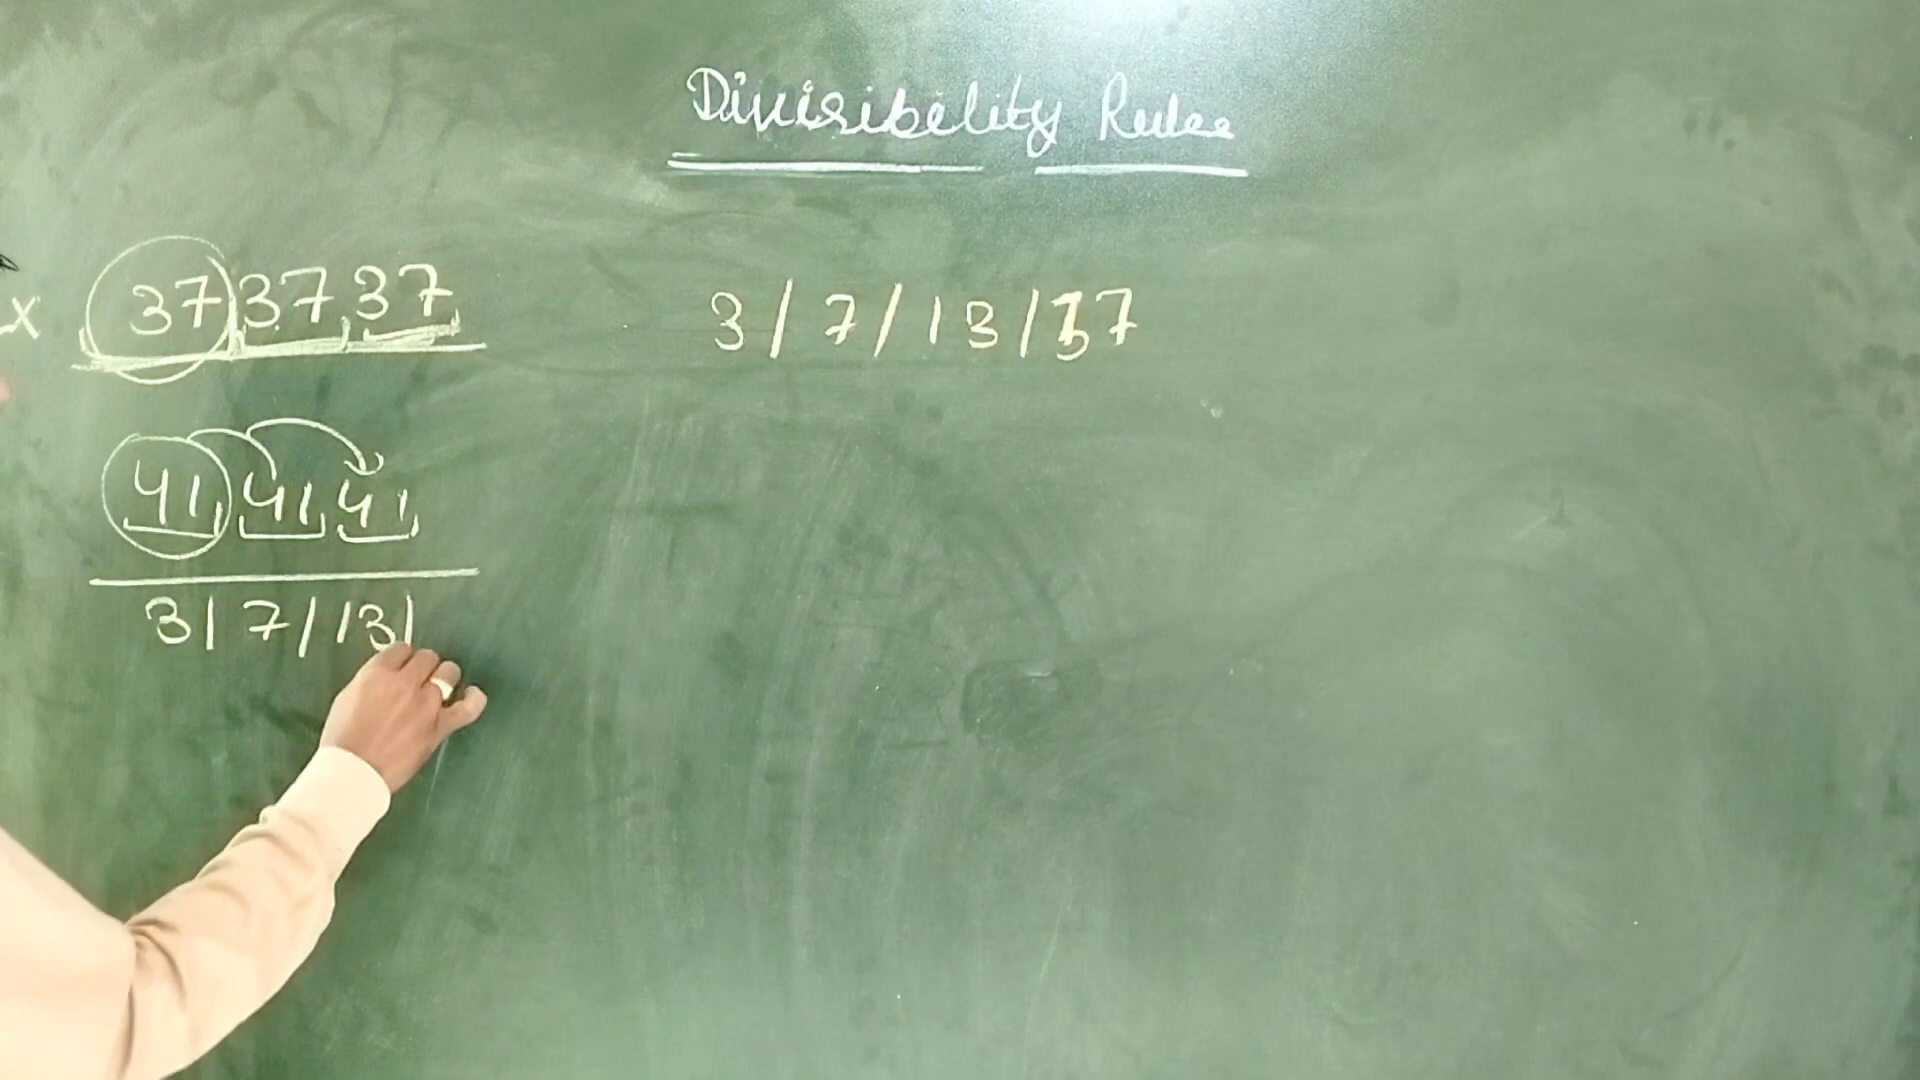 Divisibility Rules
x 37 37 37
3/7/13/37
41 41 41
3/7/13/